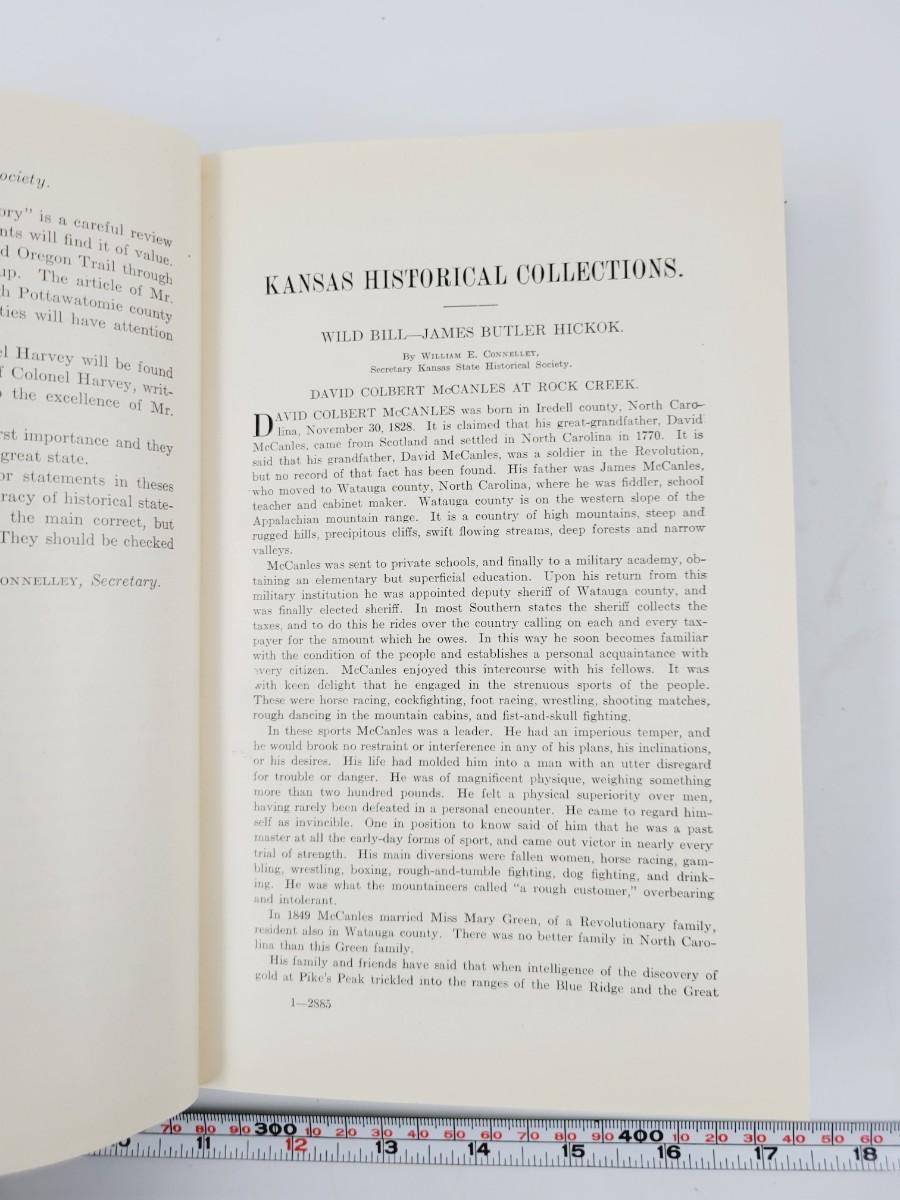 ociety.
ory" is a careful review
nts will find it of value.
d Oregon Trail through
up. The article of Mr.
gh Pottawatomie county
ties will have attention
el Harvey will be found
f Colonel Harvey, writ-
o the excellence of Mr.
rst importance and they
great state.
or statements in theses
racy of historical state-
the main correct, but
They should be checked
ONNELLEY, Secretary.
KANSAS HISTORICAL COLLECTIONS.
WILD BILL—JAMES BUTLER HICKOK.
By WILLIAM E. CONNELLEY,
Secretary Kansas State Historical Society.
DAVID COLBERT McCANLES AT ROCK CREEK.
DAVID COLBERT McCANLES was born in Iredell county, North Caro-
lina, November 30, 1828. It is claimed that his great-grandfather, David
McCanles, came from Scotland and settled in North Carolina in 1770. It is
said that his grandfather, David McCanles, was a soldier in the Revolution,
but no record of that fact has been found. His father was James McCanles,
who moved to Watauga county, North Carolina, where he was fiddler, school
teacher and cabinet maker. Watauga county is on the western slope of the
Appalachian mountain range. It is a country of high mountains, steep and
rugged hills, precipitous cliffs, swift flowing streams, deep forests and narrow
valleys.
McCanles was sent to private schools, and finally to a military academy, ob-
taining an elementary but superficial education. Upon his return from this
military institution he was appointed deputy sheriff of Watauga county, and
was finally elected sheriff. In most Southern states the sheriff collects the
taxes, and to do this he rides over the country calling on each and every tax-
payer for the amount which he owes. In this way he soon becomes familiar
with the condition of the people and establishes a personal acquaintance with
every citizen. McCanles enjoyed this intercourse with his fellows. It was
with keen delight that he engaged in the strenuous sports of the people.
These were horse racing, cockfighting, foot racing, wrestling, shooting matches,
rough dancing in the mountain cabins, and fist-and-skull fighting.
In these sports McCanles was a leader. He had an imperious temper, and
he would brook no restraint or interference in any of his plans, his inclinations,
or his desires. His life had molded him into a man with an utter disregard
for trouble or danger. He was of magnificent physique, weighing something
more than two hundred pounds. He felt a physical superiority over men,
having rarely been defeated in a personal encounter. He came to regard him-
self as invincible. One in position to know said of him that he was a past
master at all the early-day forms of sport, and came out victor in nearly every
trial of strength. His main diversions were fallen women, horse racing, gam-
bling, wrestling, boxing, rough-and-tumble fighting, dog fighting, and drink-
ing. He was what the mountaineers called "a rough customer," overbearing
and intolerant.
In 1849 McCanles married Miss Mary Green, of a Revolutionary family,
resident also in Watauga county. There was no better family in North Caro-
lina than this Green family.
His family and friends have said that when intelligence of the discovery of
gold at Pike's Peak trickled into the ranges of the Blue Ridge and the Great
1—2885
70 80 90 300 10 20 30 40 50 60 70 80 90 400 10 20 30 40 50 60
11 12 13 14 15 16 17 18